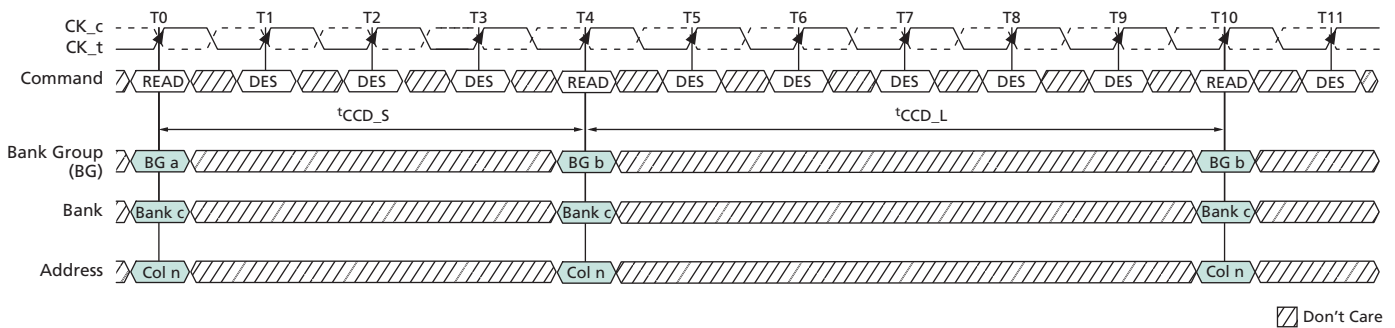 T0 T1 T2 T3 T4 T5 T6 T7 T8 T9 T10 T11
CK_c
CK_t
Command READ DES DES DES READ DES DES DES DES DES READ DES
tCCD_S tCCD_L
Bank Group
(BG)
BG a BG b BG b
Bank Bank c Bank c Bank c
Address Col n Col n Col n
Don't Care